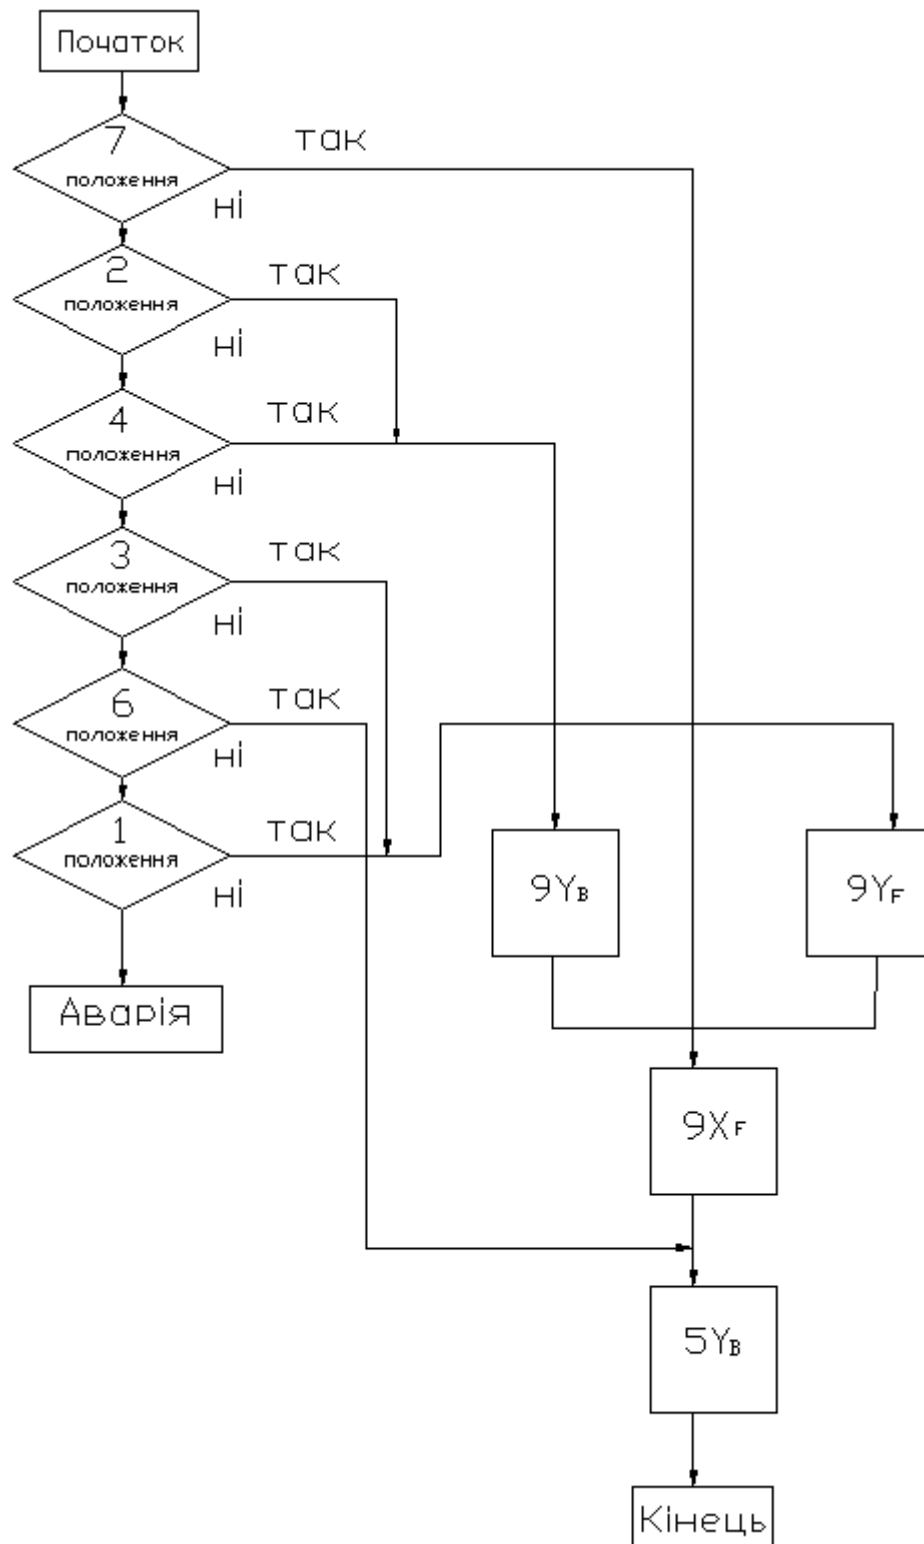 Початок
7
положення
так
ні
2
положення
так
ні
4
положення
так
ні
3
положення
так
ні
6
положення
так
ні
1
положення
так
ні
Аварія
9YB
9YF
9XF
5YB
Кінець